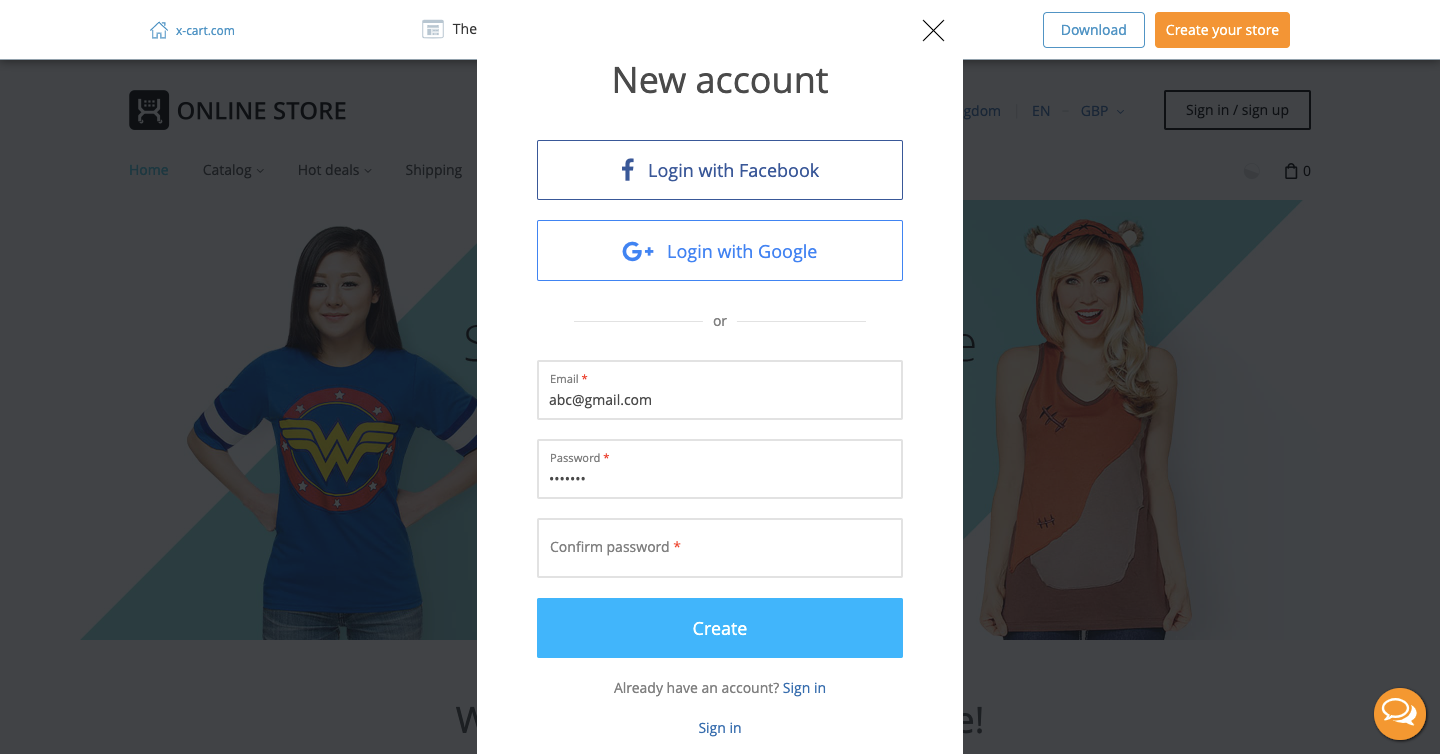 x-cart.com
The
Download
Create your store
New account
ONLINE STORE
EN
GBP
Sign in / sign up
Login with Facebook
Home
Catalog
Hot deals
Shipping
0
Login with Google
or
Email *
abc@gmail.com
Password *
•••••••
Confirm password *
Create
Already have an account? Sign in
Sign in